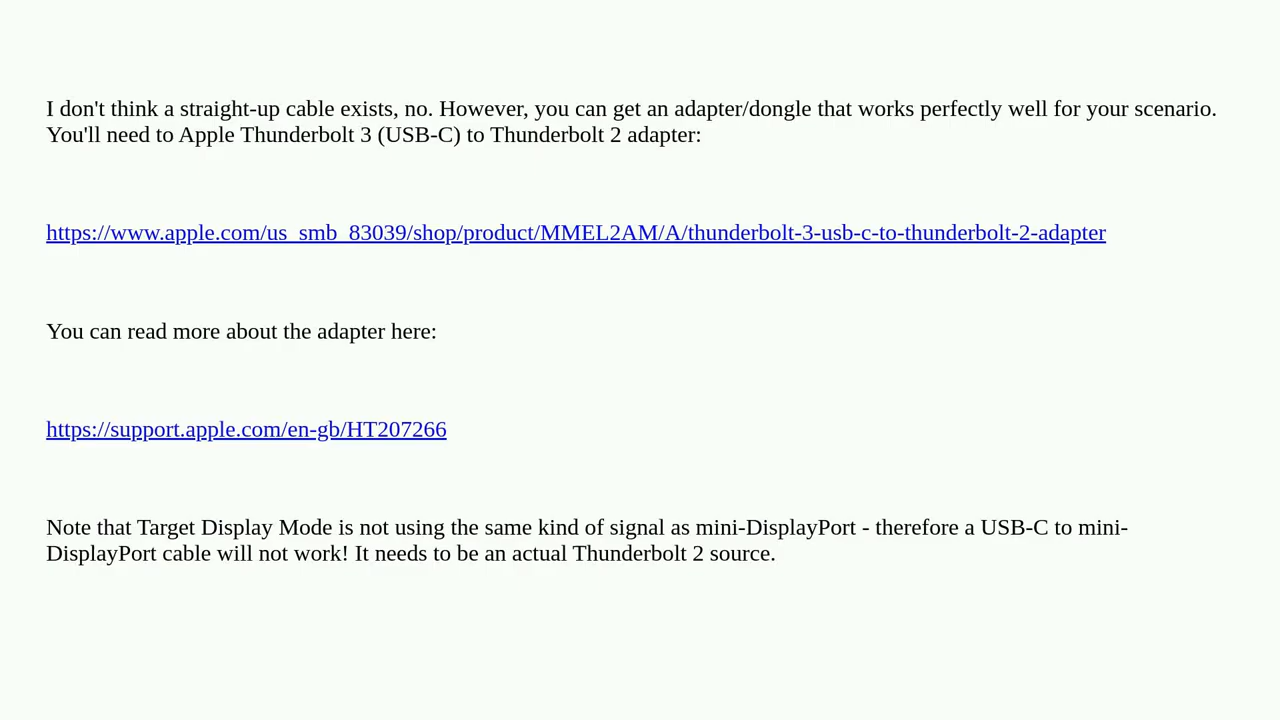 I don't think a straight-up cable exists, no. However, you can get an adapter/dongle that works perfectly well for your scenario.
You'll need to Apple Thunderbolt 3 (USB-C) to Thunderbolt 2 adapter:
https://www.apple.com/us_smb_83039/shop/product/MMEL2AM/A/thunderbolt-3-usb-c-to-thunderbolt-2-adapter
You can read more about the adapter here:
https://support.apple.com/en-gb/HT207266
Note that Target Display Mode is not using the same kind of signal as mini-DisplayPort - therefore a USB-C to mini-
DisplayPort cable will not work! It needs to be an actual Thunderbolt 2 source.